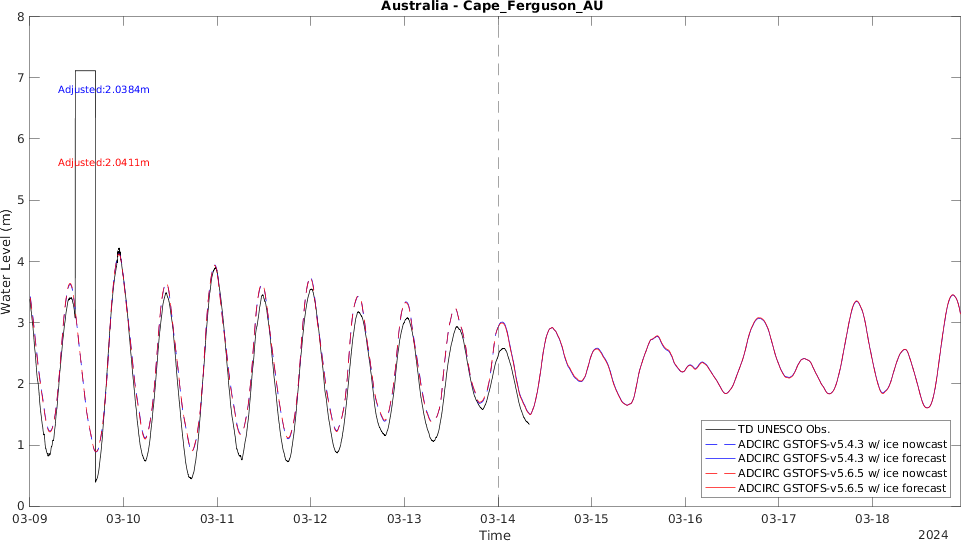 Australia - Cape_Ferguson_AU
8
7
6
5
4
3
2
1
0
Water Level (m)
Adjusted:2.0384m
Adjusted:2.0411m
TD UNESCO Obs.
ADCIRC GSTOFS-v5.4.3 w/ ice nowcast
ADCIRC GSTOFS-v5.4.3 w/ ice forecast
ADCIRC GSTOFS-v5.6.5 w/ ice nowcast
ADCIRC GSTOFS-v5.6.5 w/ ice forecast
03-09 03-10 03-11 03-12 03-13 03-14 03-15 03-16 03-17 03-18
Time
2024